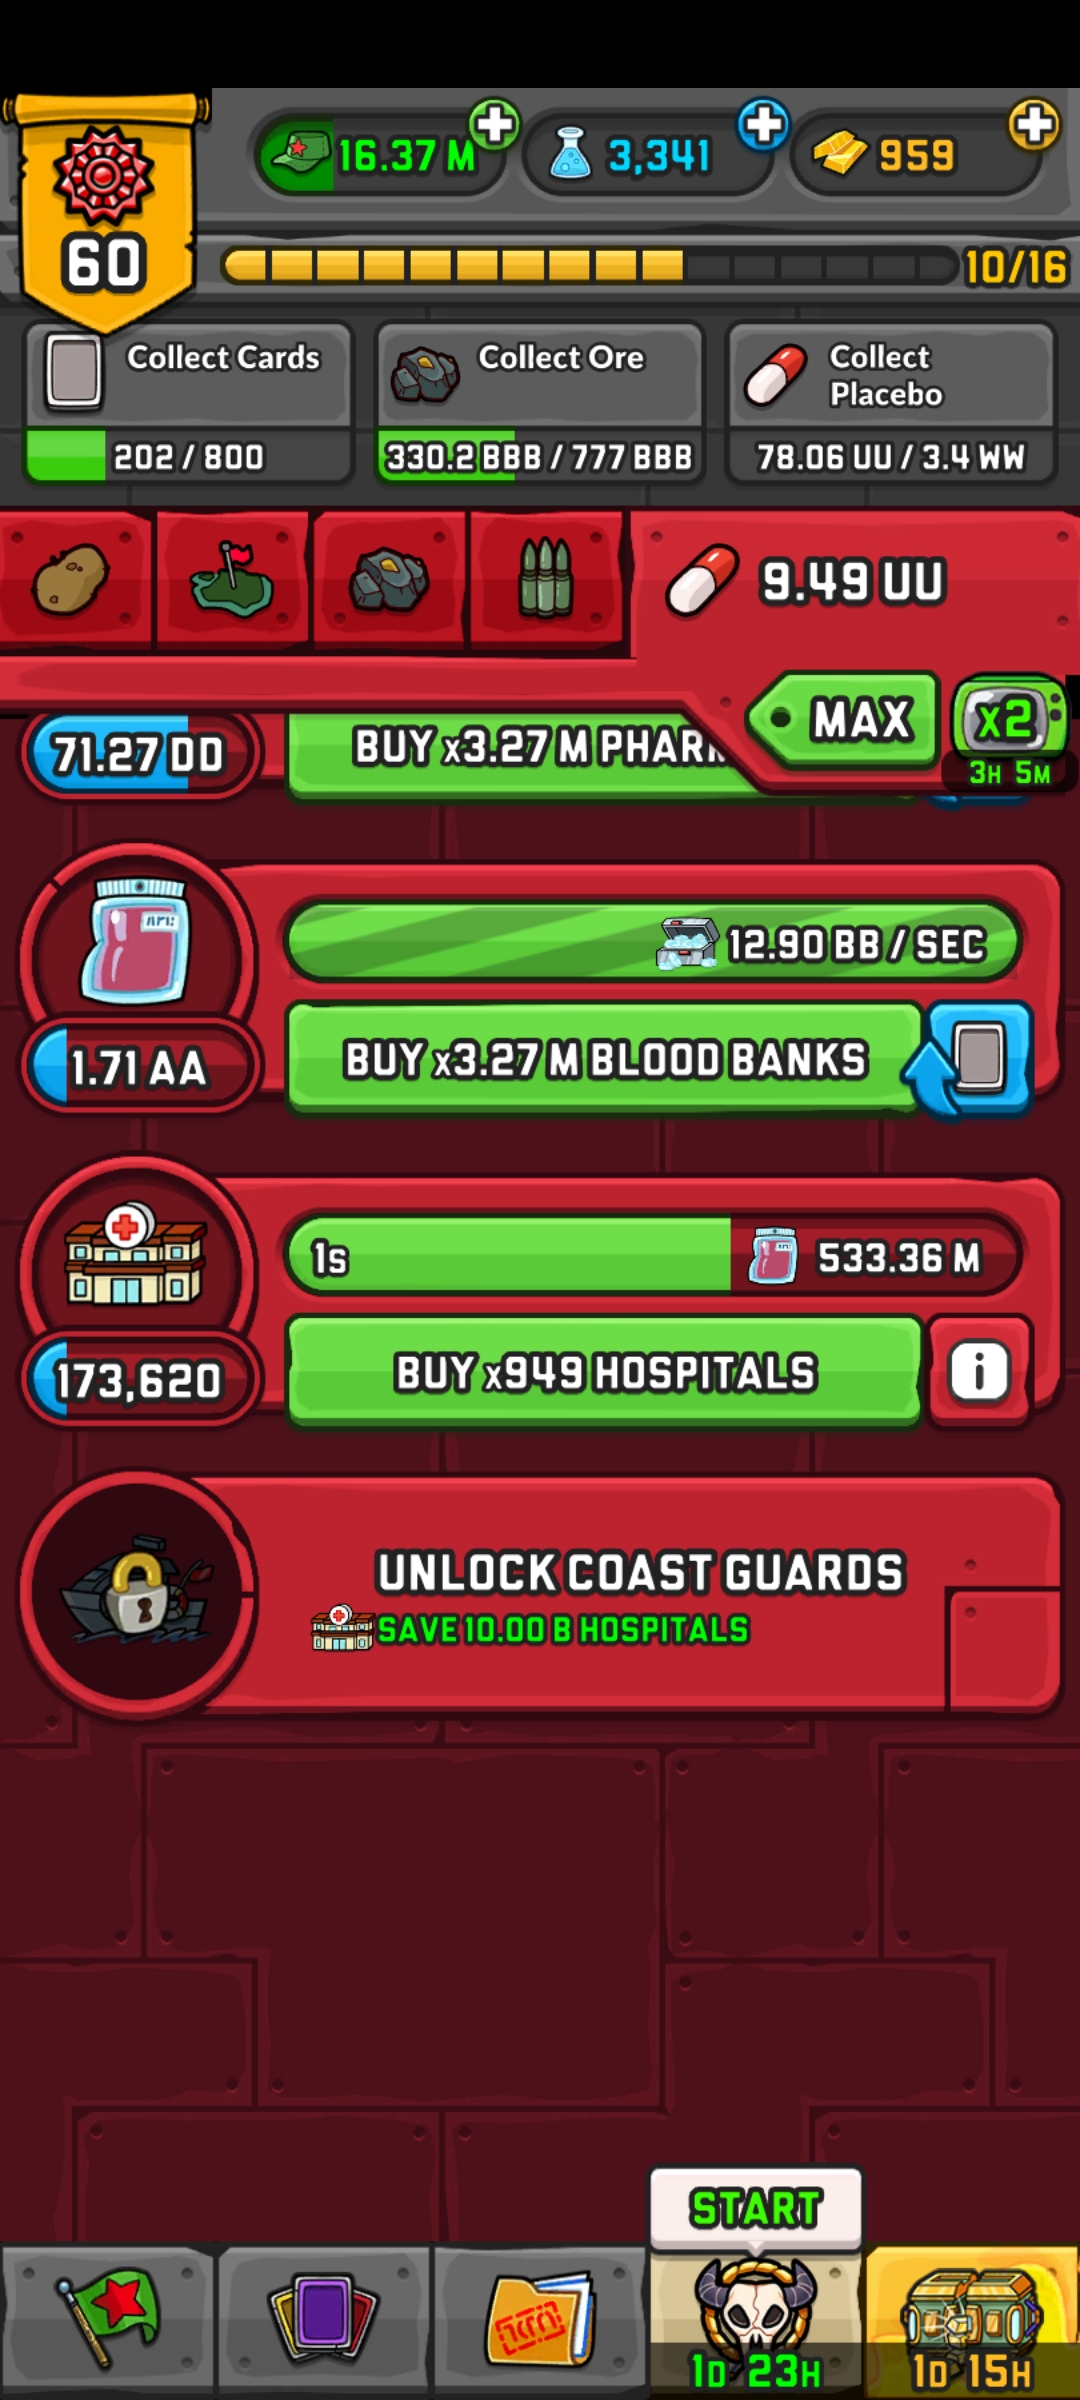 60
16.37 M
3,341
959
10/16
Collect Cards
202 / 800
Collect Ore
330.2 BBB / 777 BBB
Collect
Placebo
78.06 UU / 3.4 WW
9.49 UU
MAX
x2
3H 5M
71.27 DD
BUY x3.27 M
12.90 BB / SEC
1.71 AA
BUY x3.27 M BLOOD BANKS
1s
533.36 M
173,620
BUY x949 HOSPITALS
i
UNLOCK COAST GUARDS
SAVE 10.00 B HOSPITALS
START
1D 23H
1D 15H